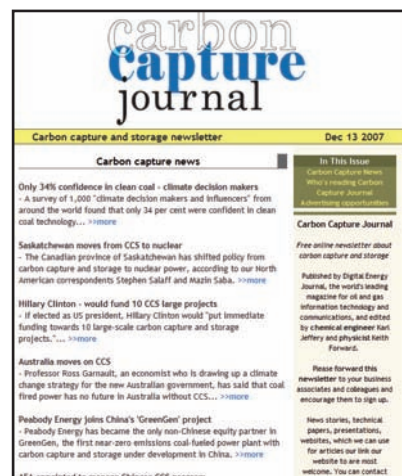 carbon
capture
journal
Carbon capture and storage newsletter Dec 13 2007
Carbon capture news
Only 34% confidence in clean coal - climate decision makers
- A survey of 1,000 "climate decision makers and influencers" from
around the world found that only 34 per cent were confident in clean
coal technology... >>more
Saskatchewan moves from CCS to nuclear
- The Canadian province of Saskatchewan has shifted policy from
carbon capture and storage to nuclear power, according to our North
American correspondents Stephen Salaff and Mazin Saba. >>more
Hillary Clinton - would fund 10 CCS large projects
- If elected as US president, Hillary Clinton would "put immediate
funding towards 10 large-scale carbon capture and storage
projects."... >>more
Australia moves on CCS
- Professor Ross Garnault, an economist who is drawing up a climate
change strategy for the new Australian government, has said that coal
fired power has no future in Australia without CCS... >more
Peabody Energy joins China's 'GreenGen' project
- Peabody Energy has became the only non-Chinese equity partner in
GreenGen, the first near-zero emissions coal-fueled power plant with
carbon capture and storage under development in China. >>more
In This Issue
Carbon Capture News
Who's reading Carbon
Capture Journal
Advertising opportunities
Carbon Capture Journal
Free online newsletter about
carbon capture and storage
Published by Digital Energy
Journal, the world's leading
magazine for oil and gas
information technology and
communications, and edited
by chemical engineer Karl
Jeffery and physicist Keith
Forward.
Please forward this
newsletter to your business
associates and colleagues and
encourage them to sign up.
News stories, technical
papers, presentations,
websites, which we can use
for articles our link our
website to are most
welcome. You can contact